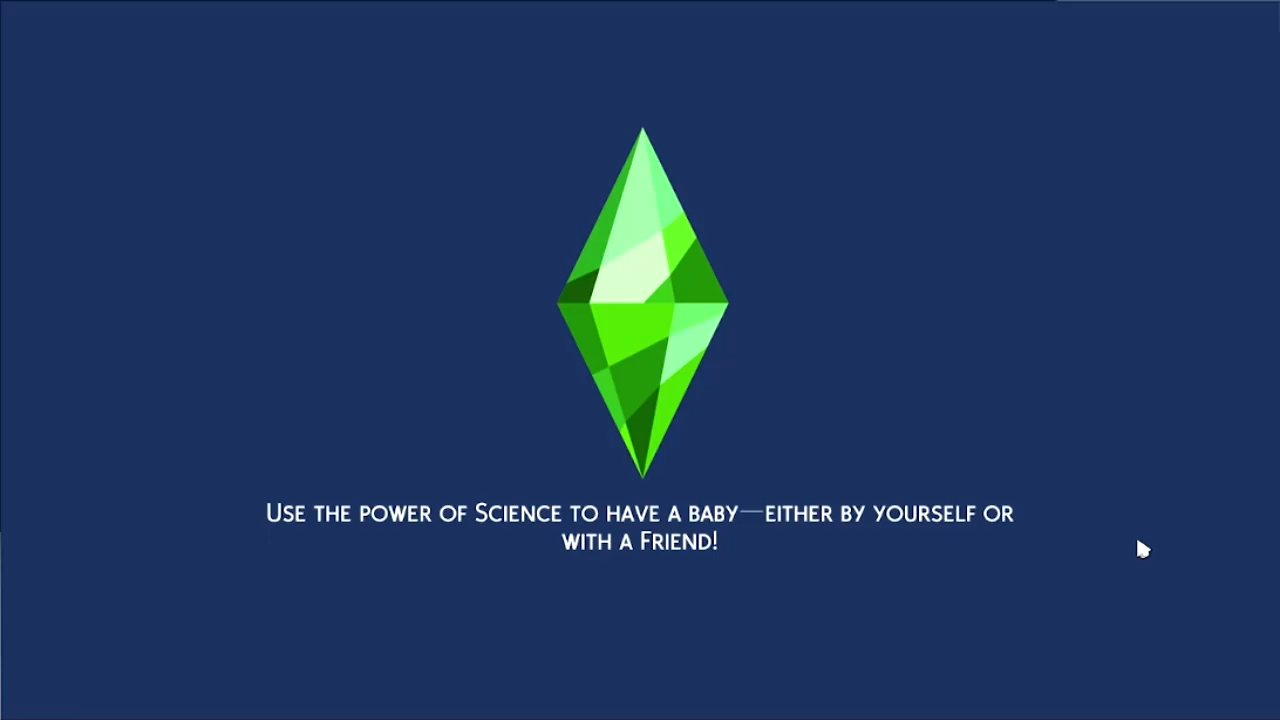 Use the power of Science to have a baby—either by yourself or
with a Friend!